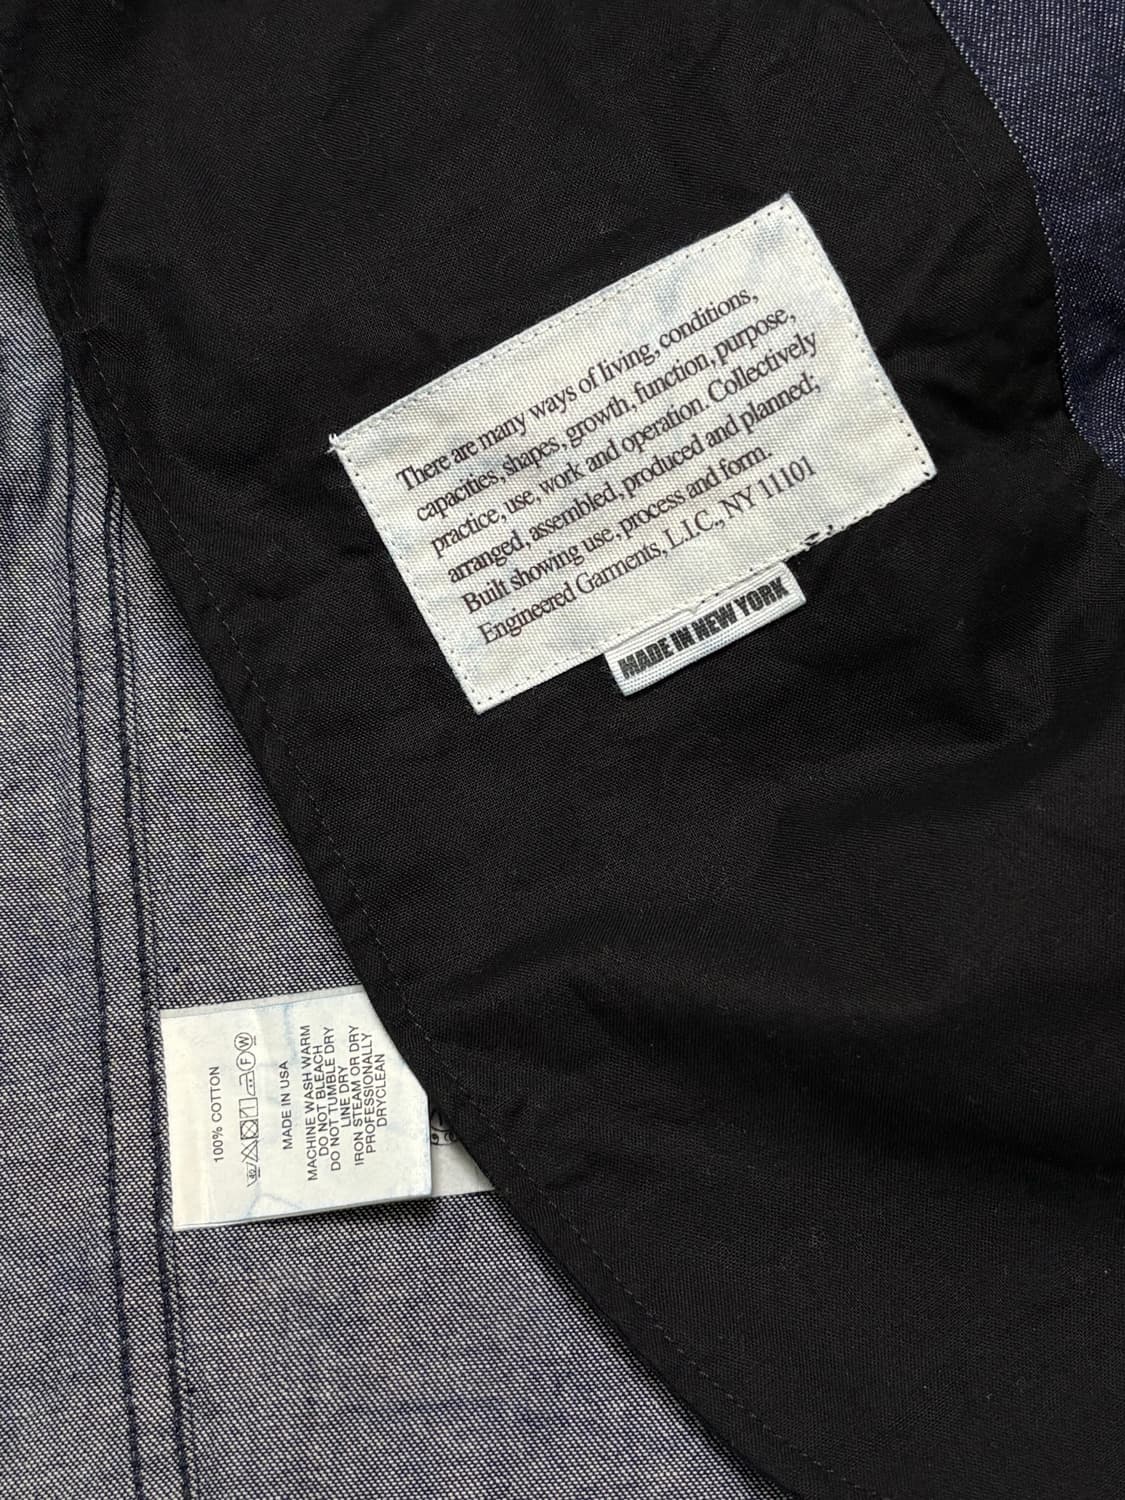 There are many ways of living, conditions,
capacities, shapes, growth, function, purpose,
practice, use, work and operation. Collectively
arranged, assembled, produced and planned;
Built showing use, process and form.
Engineered Garments, L.I.C., NY 11101
MADE IN NEW YORK
100% COTTON
F W
MADE IN USA
MACHINE WASH WARM
DO NOT BLEACH
DO NOT TUMBLE DRY
LINE DRY
IRON STEAM OR DRY
PROFESSIONALLY
DRYCLEAN